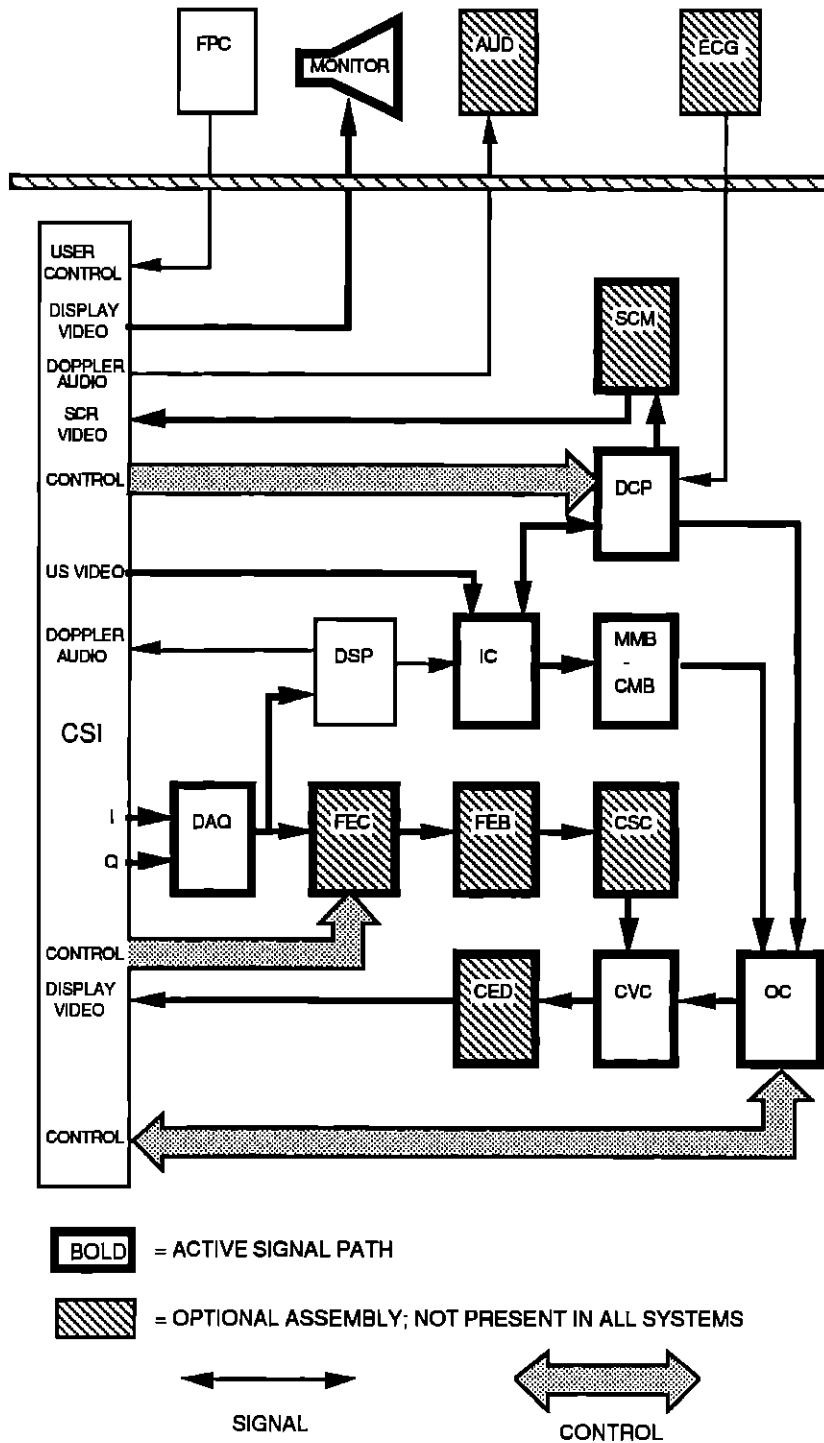 FPC
MONITOR
AUD
ECG
USER
CONTROL
DISPLAY
VIDEO
DOPPLER
AUDIO
SCR
VIDEO
CONTROL
SCM
DCP
US VIDEO
DOPPLER
AUDIO
DSP
IC
MMB
-
CMB
CSI
I
Q
DAQ
FEC
FEB
CSC
CONTROL
DISPLAY
VIDEO
CED
CVC
OC
CONTROL
BOLD = ACTIVE SIGNAL PATH
= OPTIONAL ASSEMBLY; NOT PRESENT IN ALL SYSTEMS
SIGNAL
CONTROL